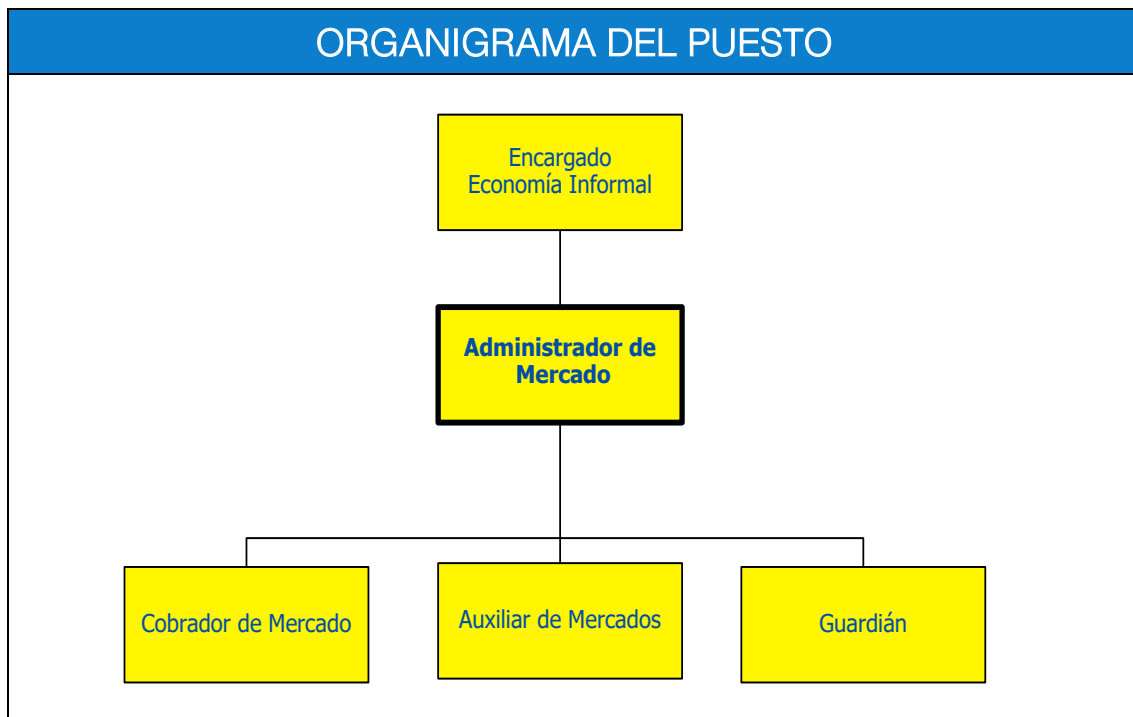 ORGANIGRAMA DEL PUESTO
Encargado
Economía Informal
Administrador de
Mercado
Cobrador de Mercado
Auxiliar de Mercados
Guardián